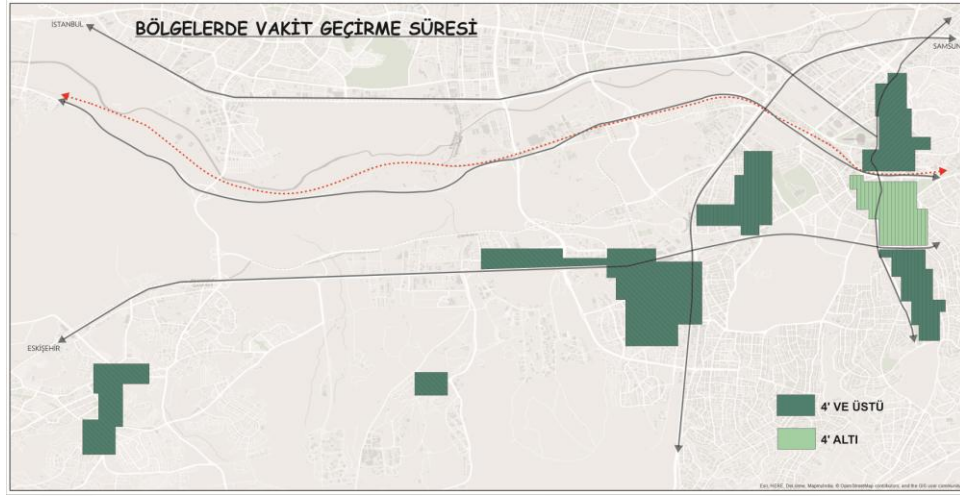 BÖLGELERDE VAKİT GEÇİRME SÜRESİ
İSTANBUL
SAMSUN
ESKİŞEHİR
4' VE ÜSTÜ
4' ALTI